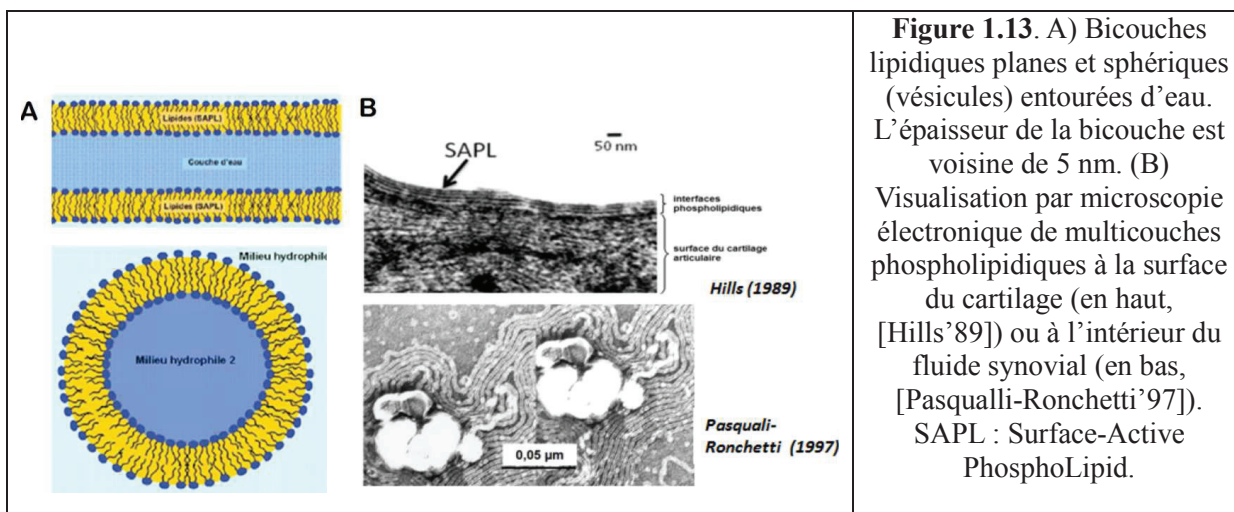 A
Lipides (SAPL)
Couche d'eau
Lipides (SAPL)
Milieu hydrophile
Milieu hydrophile 2
B
50 nm
SAPL
interfaces
phospholipidiques
surface du cartilage
articulaire
Hills (1989)
Pasquali-
Ronchetti (1997)
0,05 µm
Figure 1.13. A) Bicouches
lipidiques planes et sphériques
(vésicules) entourées d’eau.
L’épaisseur de la bicouche est
voisine de 5 nm. (B)
Visualisation par microscopie
électronique de multicouches
phospholipidiques à la surface
du cartilage (en haut,
[Hills’89]) ou à l’intérieur du
fluide synovial (en bas,
[Pasqualli-Ronchetti’97]).
SAPL : Surface-Active
PhosphoLipid.